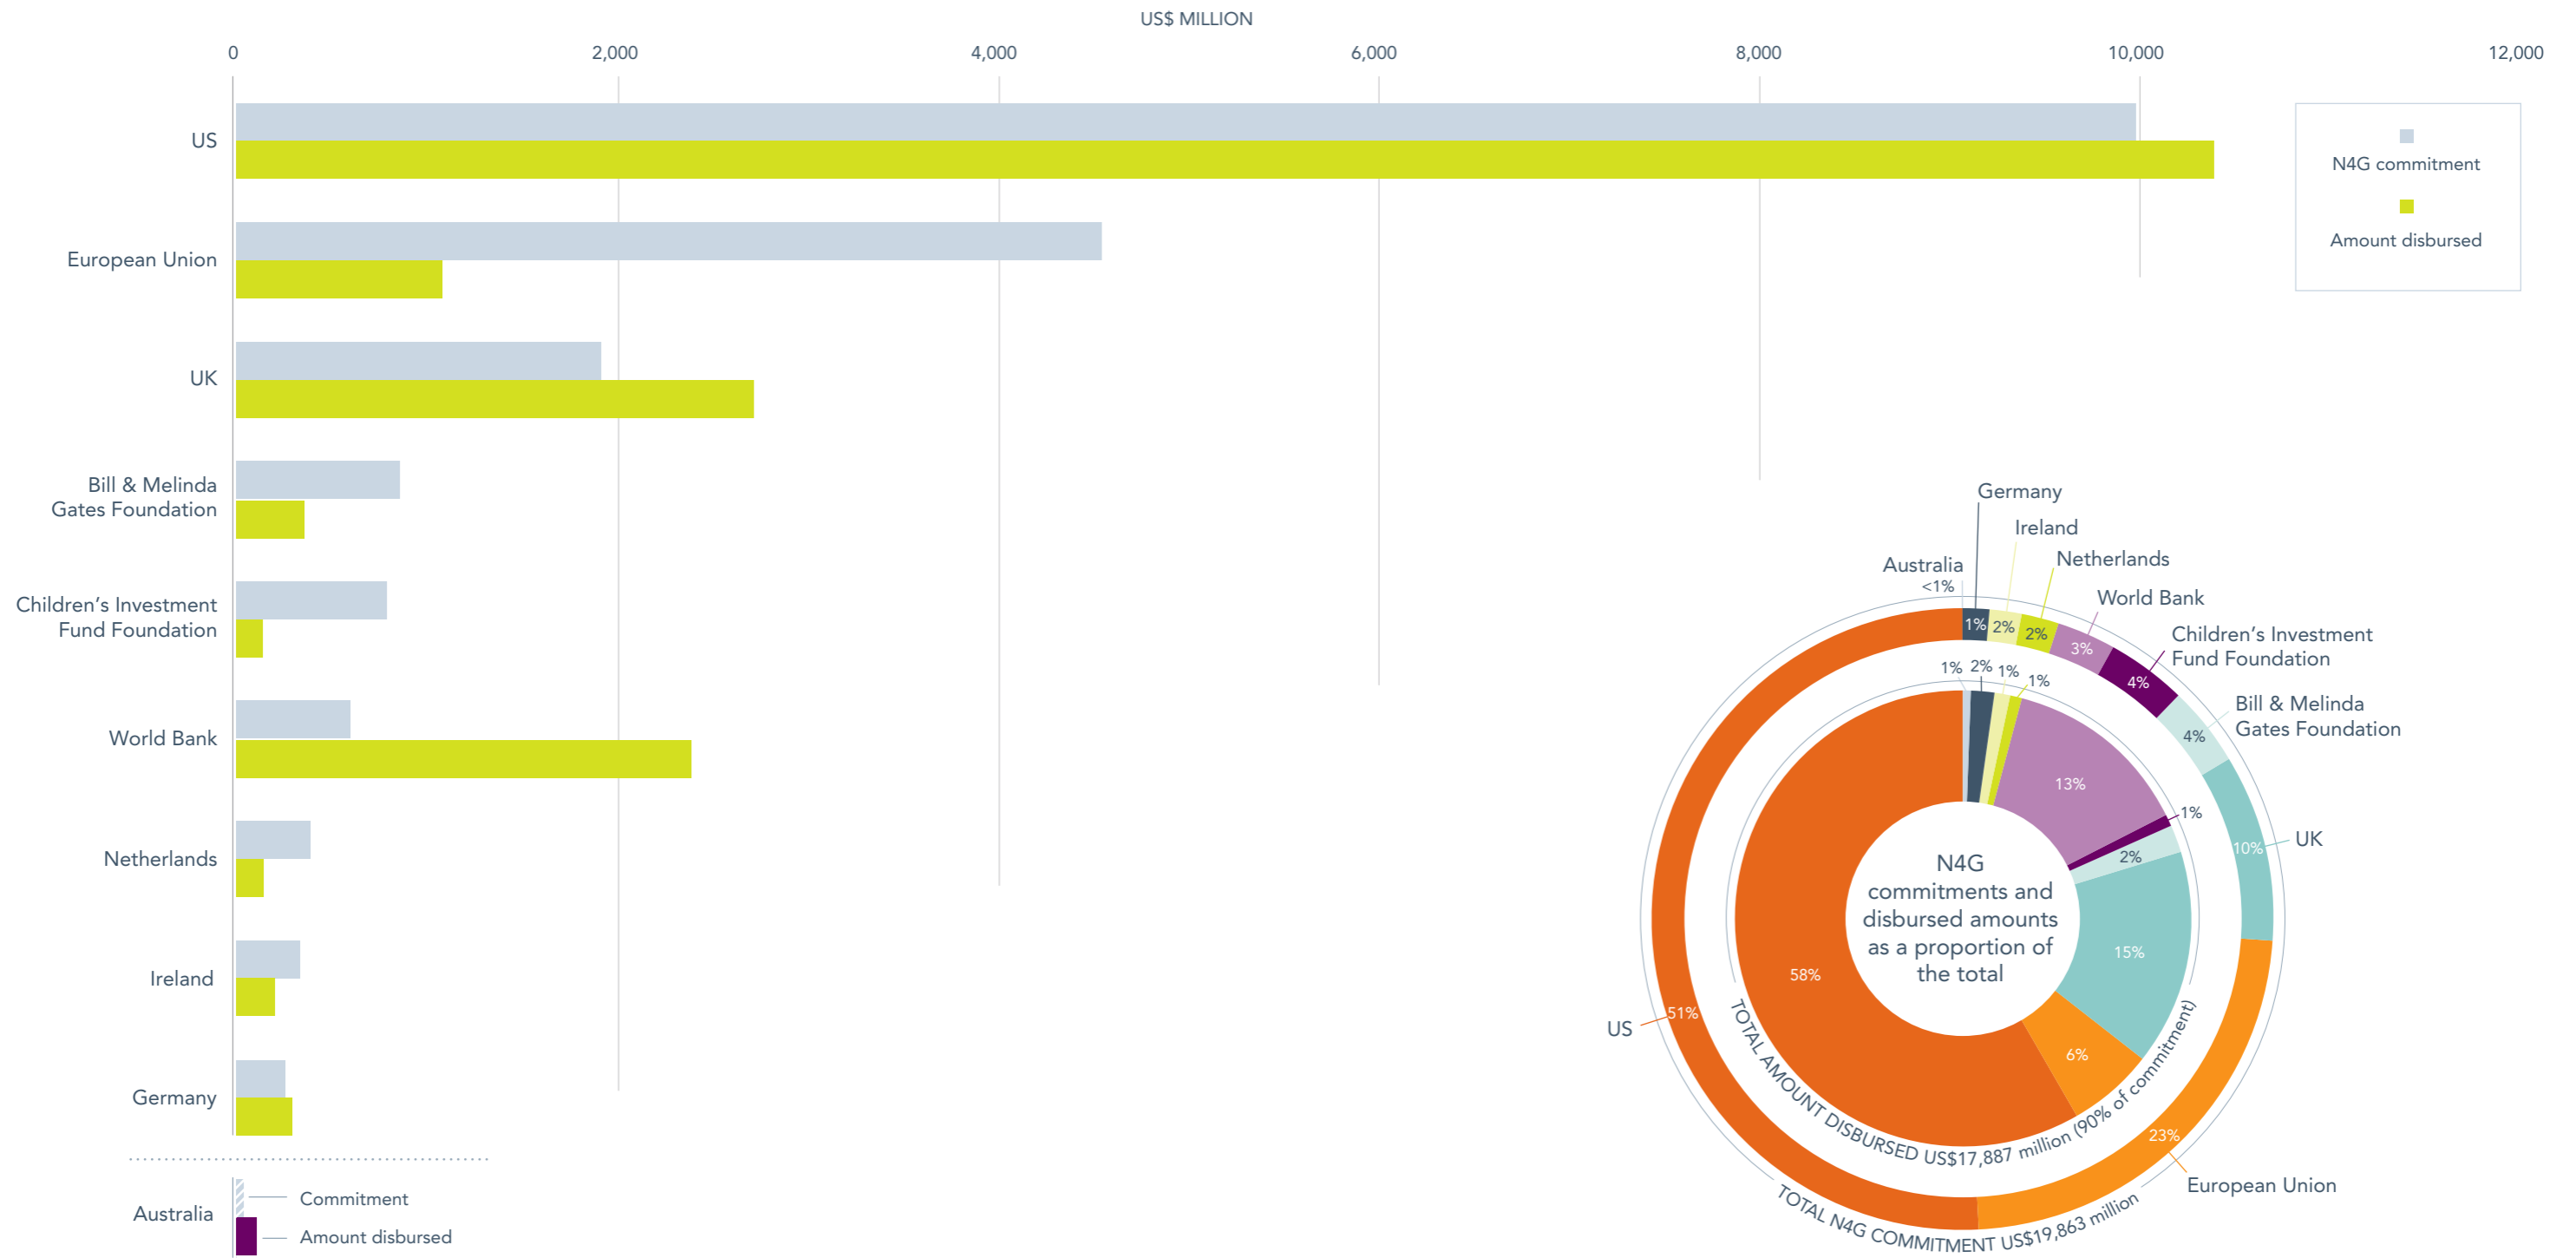 US$ MILLION
0
2,000
4,000
6,000
8,000
10,000
12,000
US
European Union
UK
Bill & Melinda
Gates Foundation
Children’s Investment
Fund Foundation
World Bank
Netherlands
Ireland
Germany
Australia
Commitment
Amount disbursed
N4G commitment
Amount disbursed
Germany
Ireland
Netherlands
Australia
<1%
World Bank
Children’s Investment
Fund Foundation
Bill & Melinda
Gates Foundation
UK
European Union
US
1%
2%
2%
3%
4%
4%
10%
23%
51%
1%
2%
1%
1%
13%
1%
2%
15%
6%
58%
N4G
commitments and
disbursed amounts
as a proportion of
the total
TOTAL AMOUNT DISBURSED US$17,887 million (90% of commitment)
TOTAL N4G COMMITMENT US$19,863 million